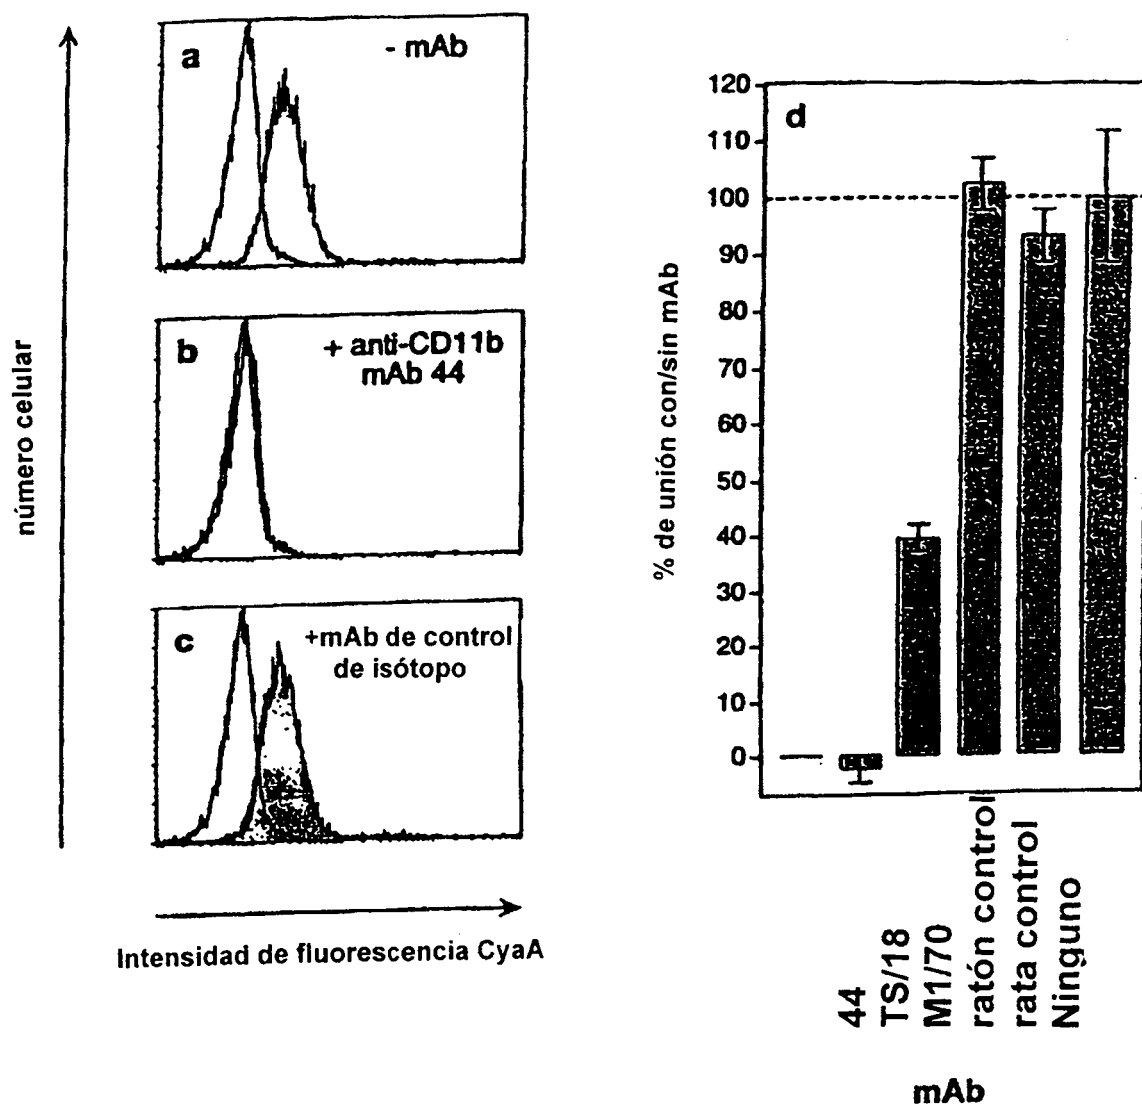 número celular
a
- mAb
b
+ anti-CD11b
mAb 44
c
+mAb de control
de isótopo
Intensidad de fluorescencia CyaA
d
% de unión con/sin mAb
120
110
100
90
80
70
60
50
40
30
20
10
0
44
TS/18
M1/70
ratón control
rata control
Ninguno
mAb